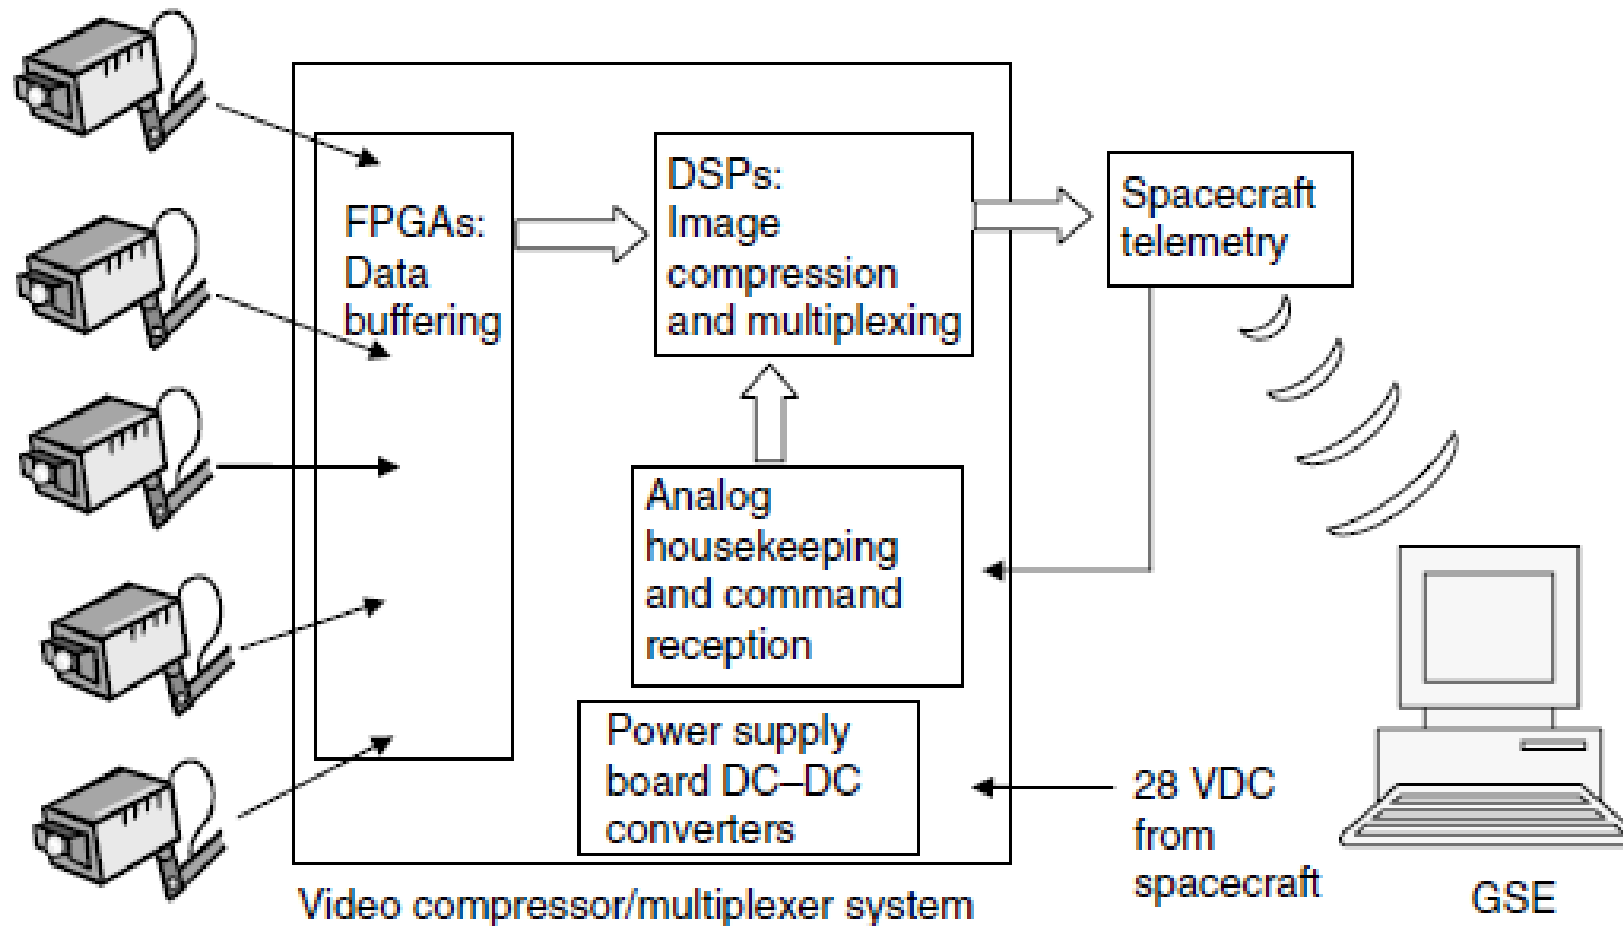 FPGAs:
Data
buffering
DSPs:
Image
compression
and multiplexing
Spacecraft
telemetry
Analog
housekeeping
and command
reception
Power supply
board DC–DC
converters
28 VDC
from
spacecraft
GSE
Video compressor/multiplexer system